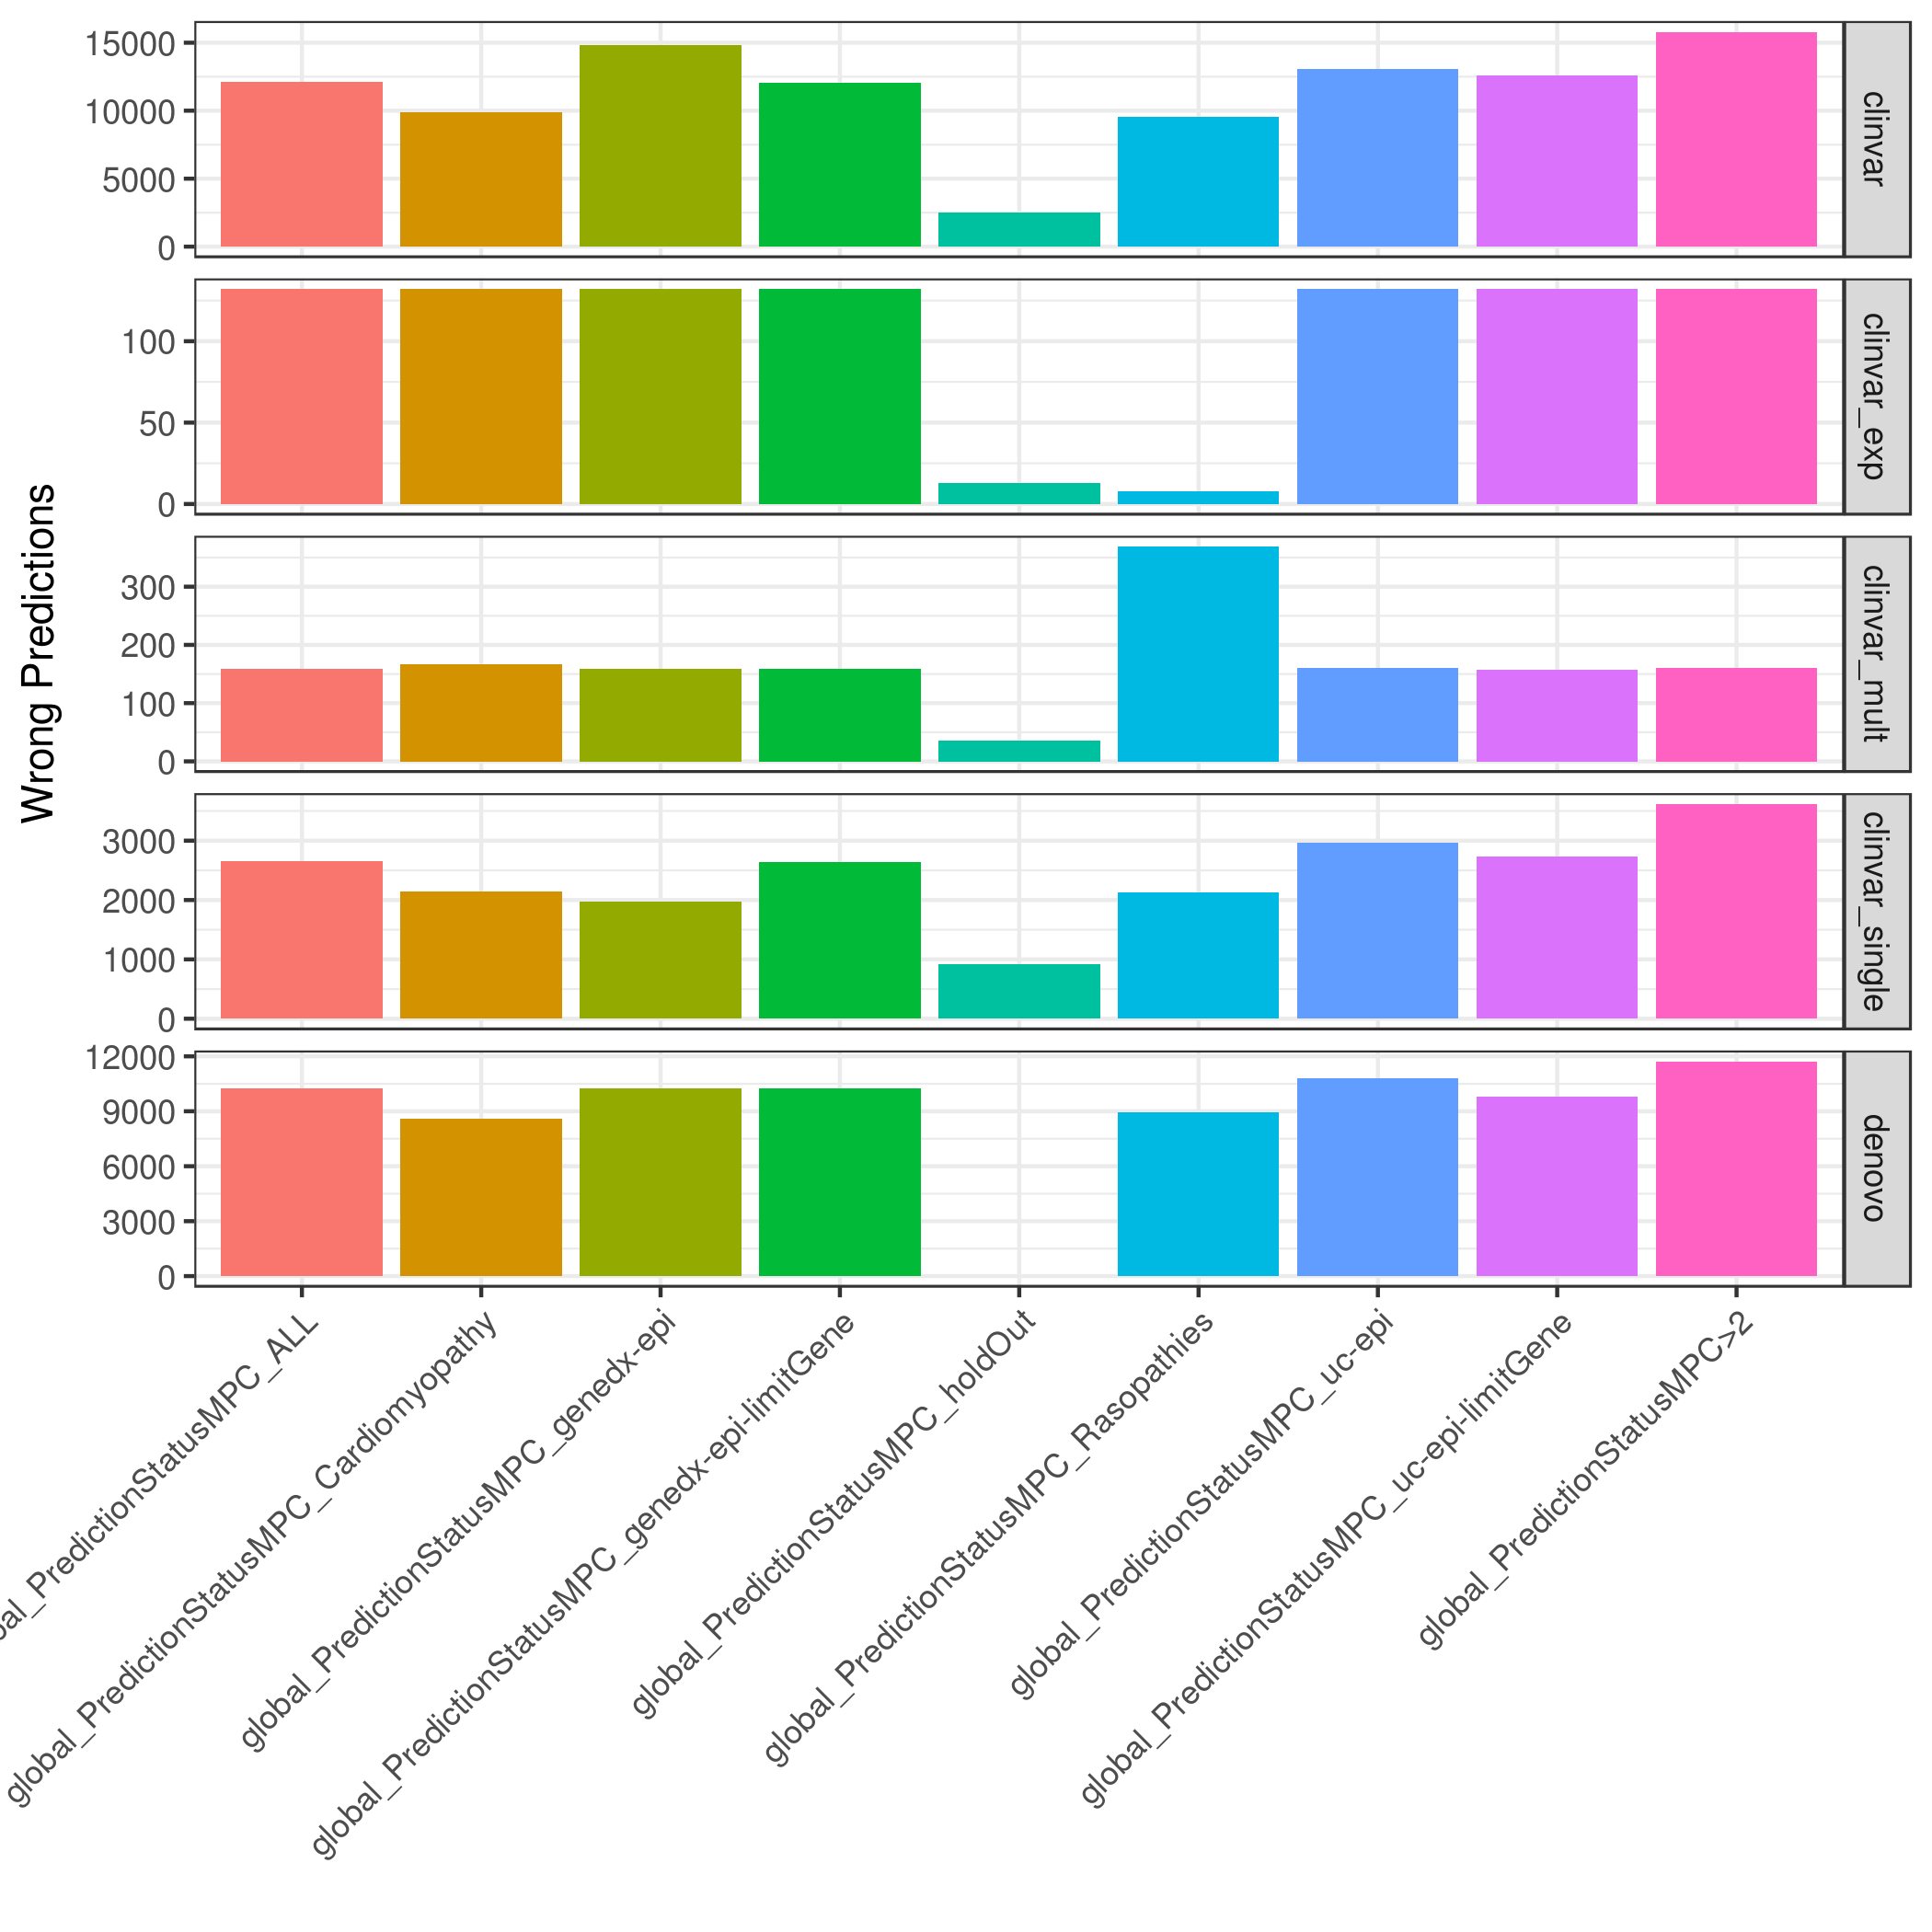 Wrong Predictions
15000
10000
5000
0
clinvar
100
50
0
clinvar_exp
300
200
100
0
clinvar_mult
3000
2000
1000
0
clinvar_single
12000
9000
6000
3000
0
denovo
bal_PredictionStatusMPC_ALL
global_PredictionStatusMPC_Cardiomyopathy
global_PredictionStatusMPC_genedx-epi
global_PredictionStatusMPC_genedx-epi-limitGene
global_PredictionStatusMPC_holdOut
global_PredictionStatusMPC_Rasopathies
global_PredictionStatusMPC_uc-epi
global_PredictionStatusMPC_uc-epi-limitGene
global_PredictionStatusMPC>2